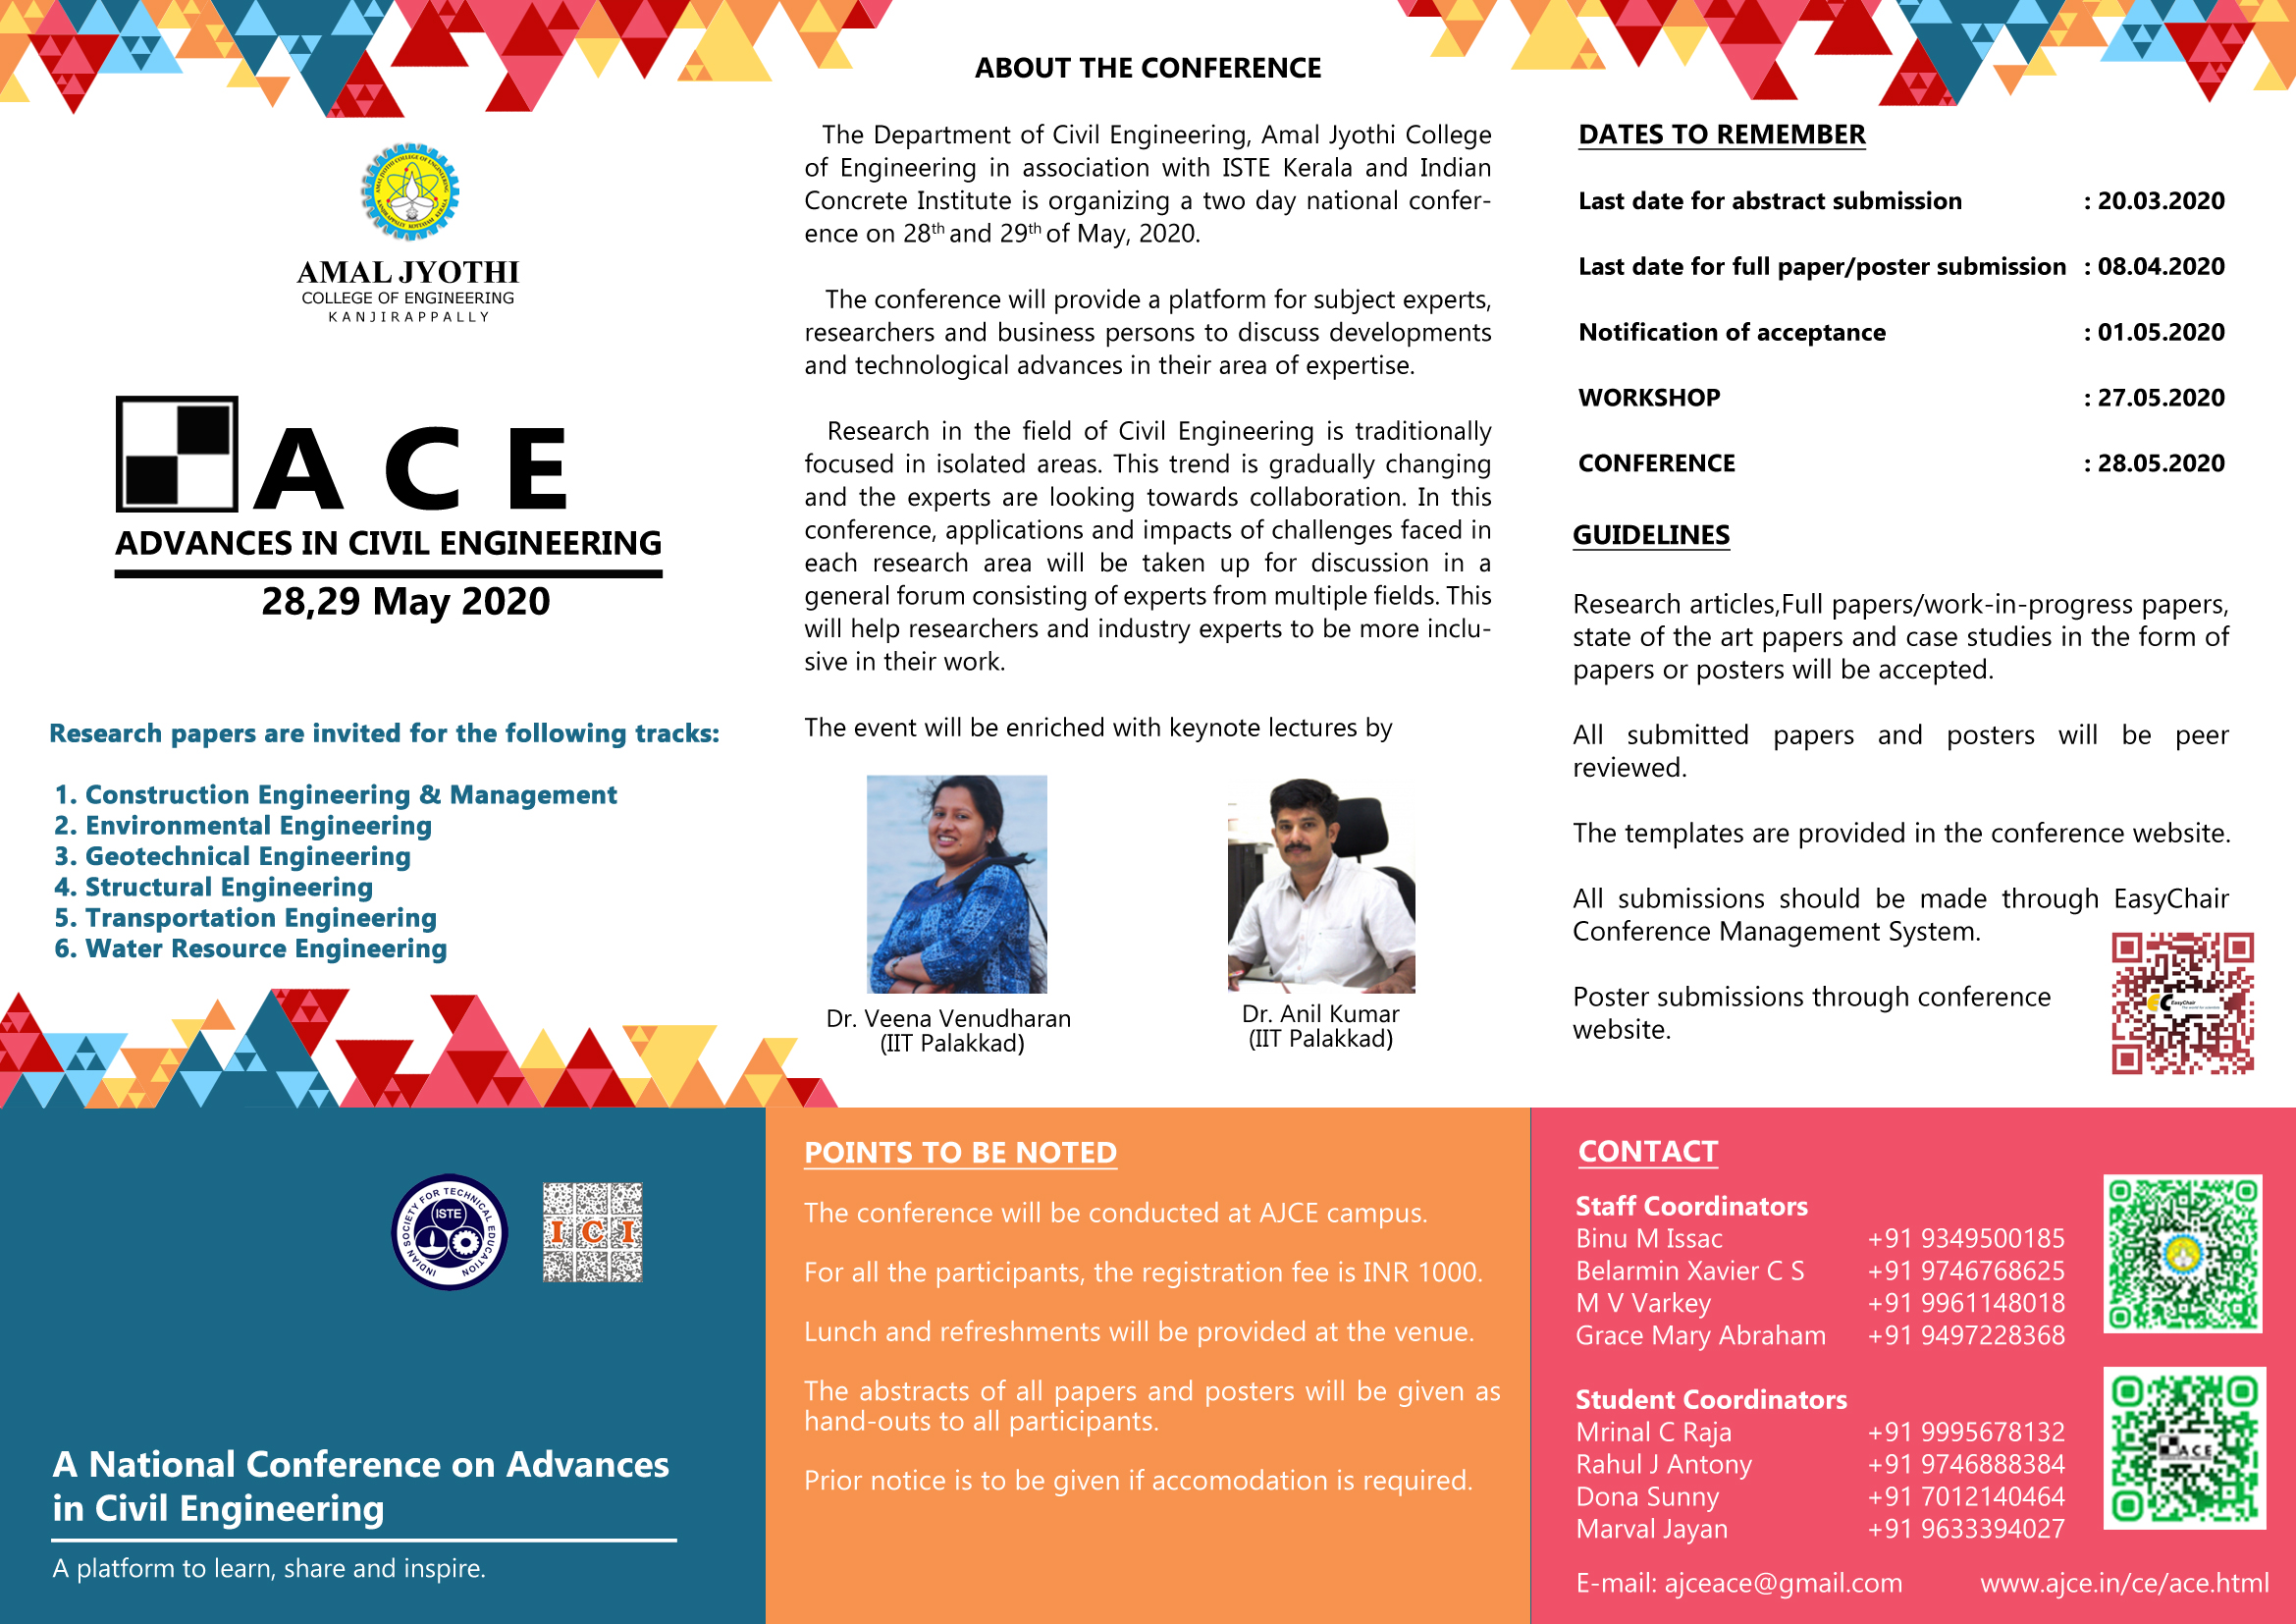 AMAL JYOTHI
COLLEGE OF ENGINEERING
KANJIRAPPALLY
ACE
ADVANCES IN CIVIL ENGINEERING
28,29 May 2020
Research papers are invited for the following tracks:
1. Construction Engineering & Management
2. Environmental Engineering
3. Geotechnical Engineering
4. Structural Engineering
5. Transportation Engineering
6. Water Resource Engineering
INDIAN SOCIETY FOR TECHNICAL EDUCATION
ISTE
ICI
A National Conference on Advances
in Civil Engineering
A platform to learn, share and inspire.
ABOUT THE CONFERENCE
The Department of Civil Engineering, Amal Jyothi College
of Engineering in association with ISTE Kerala and Indian
Concrete Institute is organizing a two day national confer-
ence on 28th and 29th of May, 2020.
The conference will provide a platform for subject experts,
researchers and business persons to discuss developments
and technological advances in their area of expertise.
Research in the field of Civil Engineering is traditionally
focused in isolated areas. This trend is gradually changing
and the experts are looking towards collaboration. In this
conference, applications and impacts of challenges faced in
each research area will be taken up for discussion in a
general forum consisting of experts from multiple fields. This
will help researchers and industry experts to be more inclu-
sive in their work.
The event will be enriched with keynote lectures by
Dr. Veena Venudharan
(IIT Palakkad)
Dr. Anil Kumar
(IIT Palakkad)
POINTS TO BE NOTED
The conference will be conducted at AJCE campus.
For all the participants, the registration fee is INR 1000.
Lunch and refreshments will be provided at the venue.
The abstracts of all papers and posters will be given as
hand-outs to all participants.
Prior notice is to be given if accomodation is required.
DATES TO REMEMBER
Last date for abstract submission : 20.03.2020
Last date for full paper/poster submission : 08.04.2020
Notification of acceptance : 01.05.2020
WORKSHOP : 27.05.2020
CONFERENCE : 28.05.2020
GUIDELINES
Research articles,Full papers/work-in-progress papers,
state of the art papers and case studies in the form of
papers or posters will be accepted.
All submitted papers and posters will be peer
reviewed.
The templates are provided in the conference website.
All submissions should be made through EasyChair
Conference Management System.
Poster submissions through conference
website.
EasyChair
CONTACT
Staff Coordinators
Binu M Issac +91 9349500185
Belarmin Xavier C S +91 9746768625
M V Varkey +91 9961148018
Grace Mary Abraham +91 9497228368
Student Coordinators
Mrinal C Raja +91 9995678132
Rahul J Antony +91 9746888384
Dona Sunny +91 7012140464
Marval Jayan +91 9633394027
ACE
E-mail: ajceace@gmail.com www.ajce.in/ce/ace.html